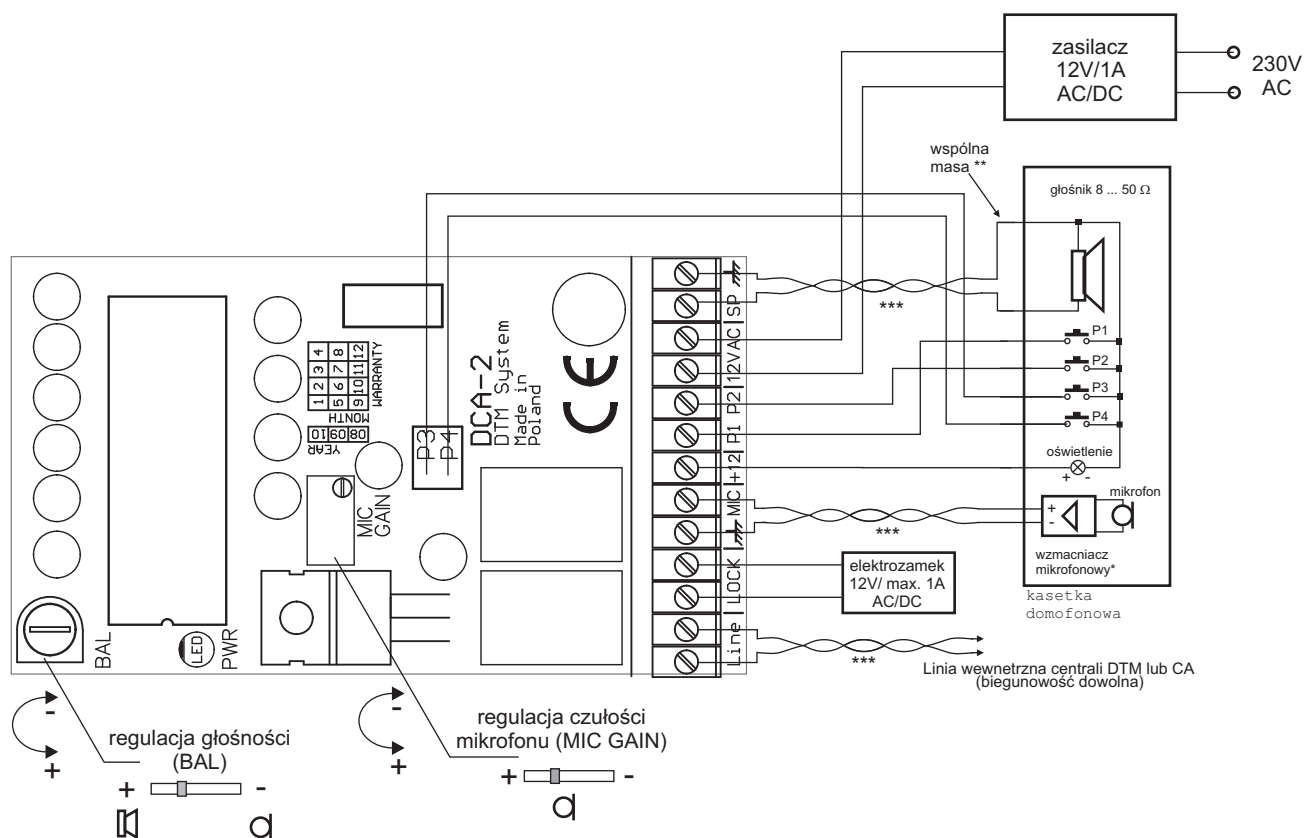 zasilacz
12V/1A
AC/DC
230V
AC
wspólna
masa **
głośnik 8 ... 50 Ω
***
P1
P2
P3
P4
oświetlenie
+ -
mikrofon
+
-
***
wzmacniacz
mikrofonowy*
kasetka
domofonowa
elektrozamek
12V/ max. 1A
AC/DC
***
Linia wewnetrzna centrali DTM lub CA
(biegunowość dowolna)
SP
12VAC
P2
P1
+12
MIC
LOCK
Line
DCA-2
DTM System
Made in
Poland
CE
P3
P4
1 2 3 4
5 6 7 8
9 10 11 12
WARRANTY
MONTH
08 09 10
YEAR
MIC
GAIN
BAL
LED
PWR
-
+
regulacja głośności
(BAL)
+ -
-
+
regulacja czułości
mikrofonu (MIC GAIN)
+ -